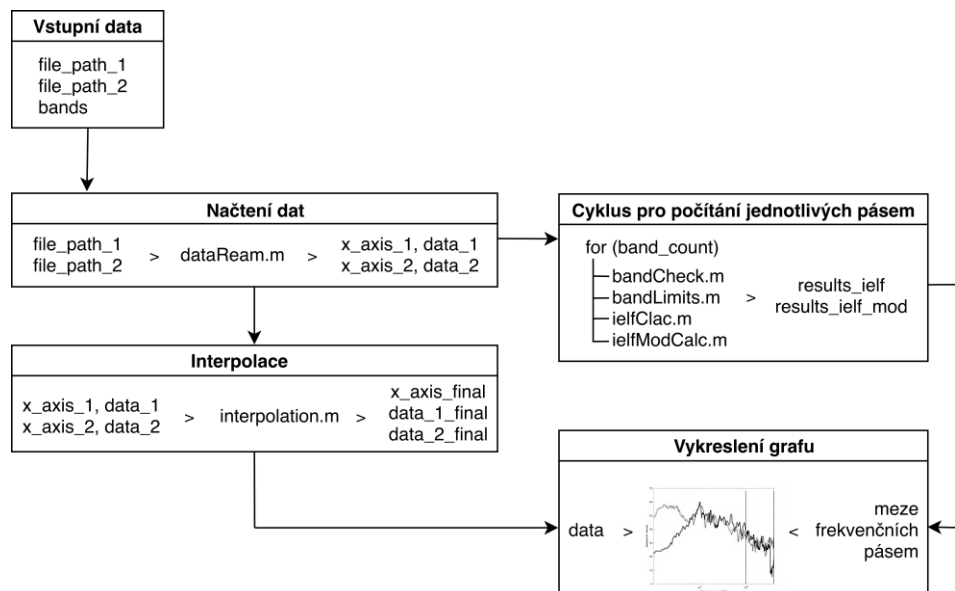 Vstupní data
file_path_1
file_path_2
bands
Načtení dat
file_path_1
file_path_2
>
dataReam.m
>
x_axis_1, data_1
x_axis_2, data_2
Cyklus pro počítání jednotlivých pásem
for (band_count)
bandCheck.m
bandLimits.m
ielfClac.m
ielfModCalc.m
>
results_ielf
results_ielf_mod
Interpolace
x_axis_1, data_1
x_axis_2, data_2
>
interpolation.m
>
x_axis_final
data_1_final
data_2_final
Vykreslení grafu
data
>
<
meze
frekvenčních
pásem